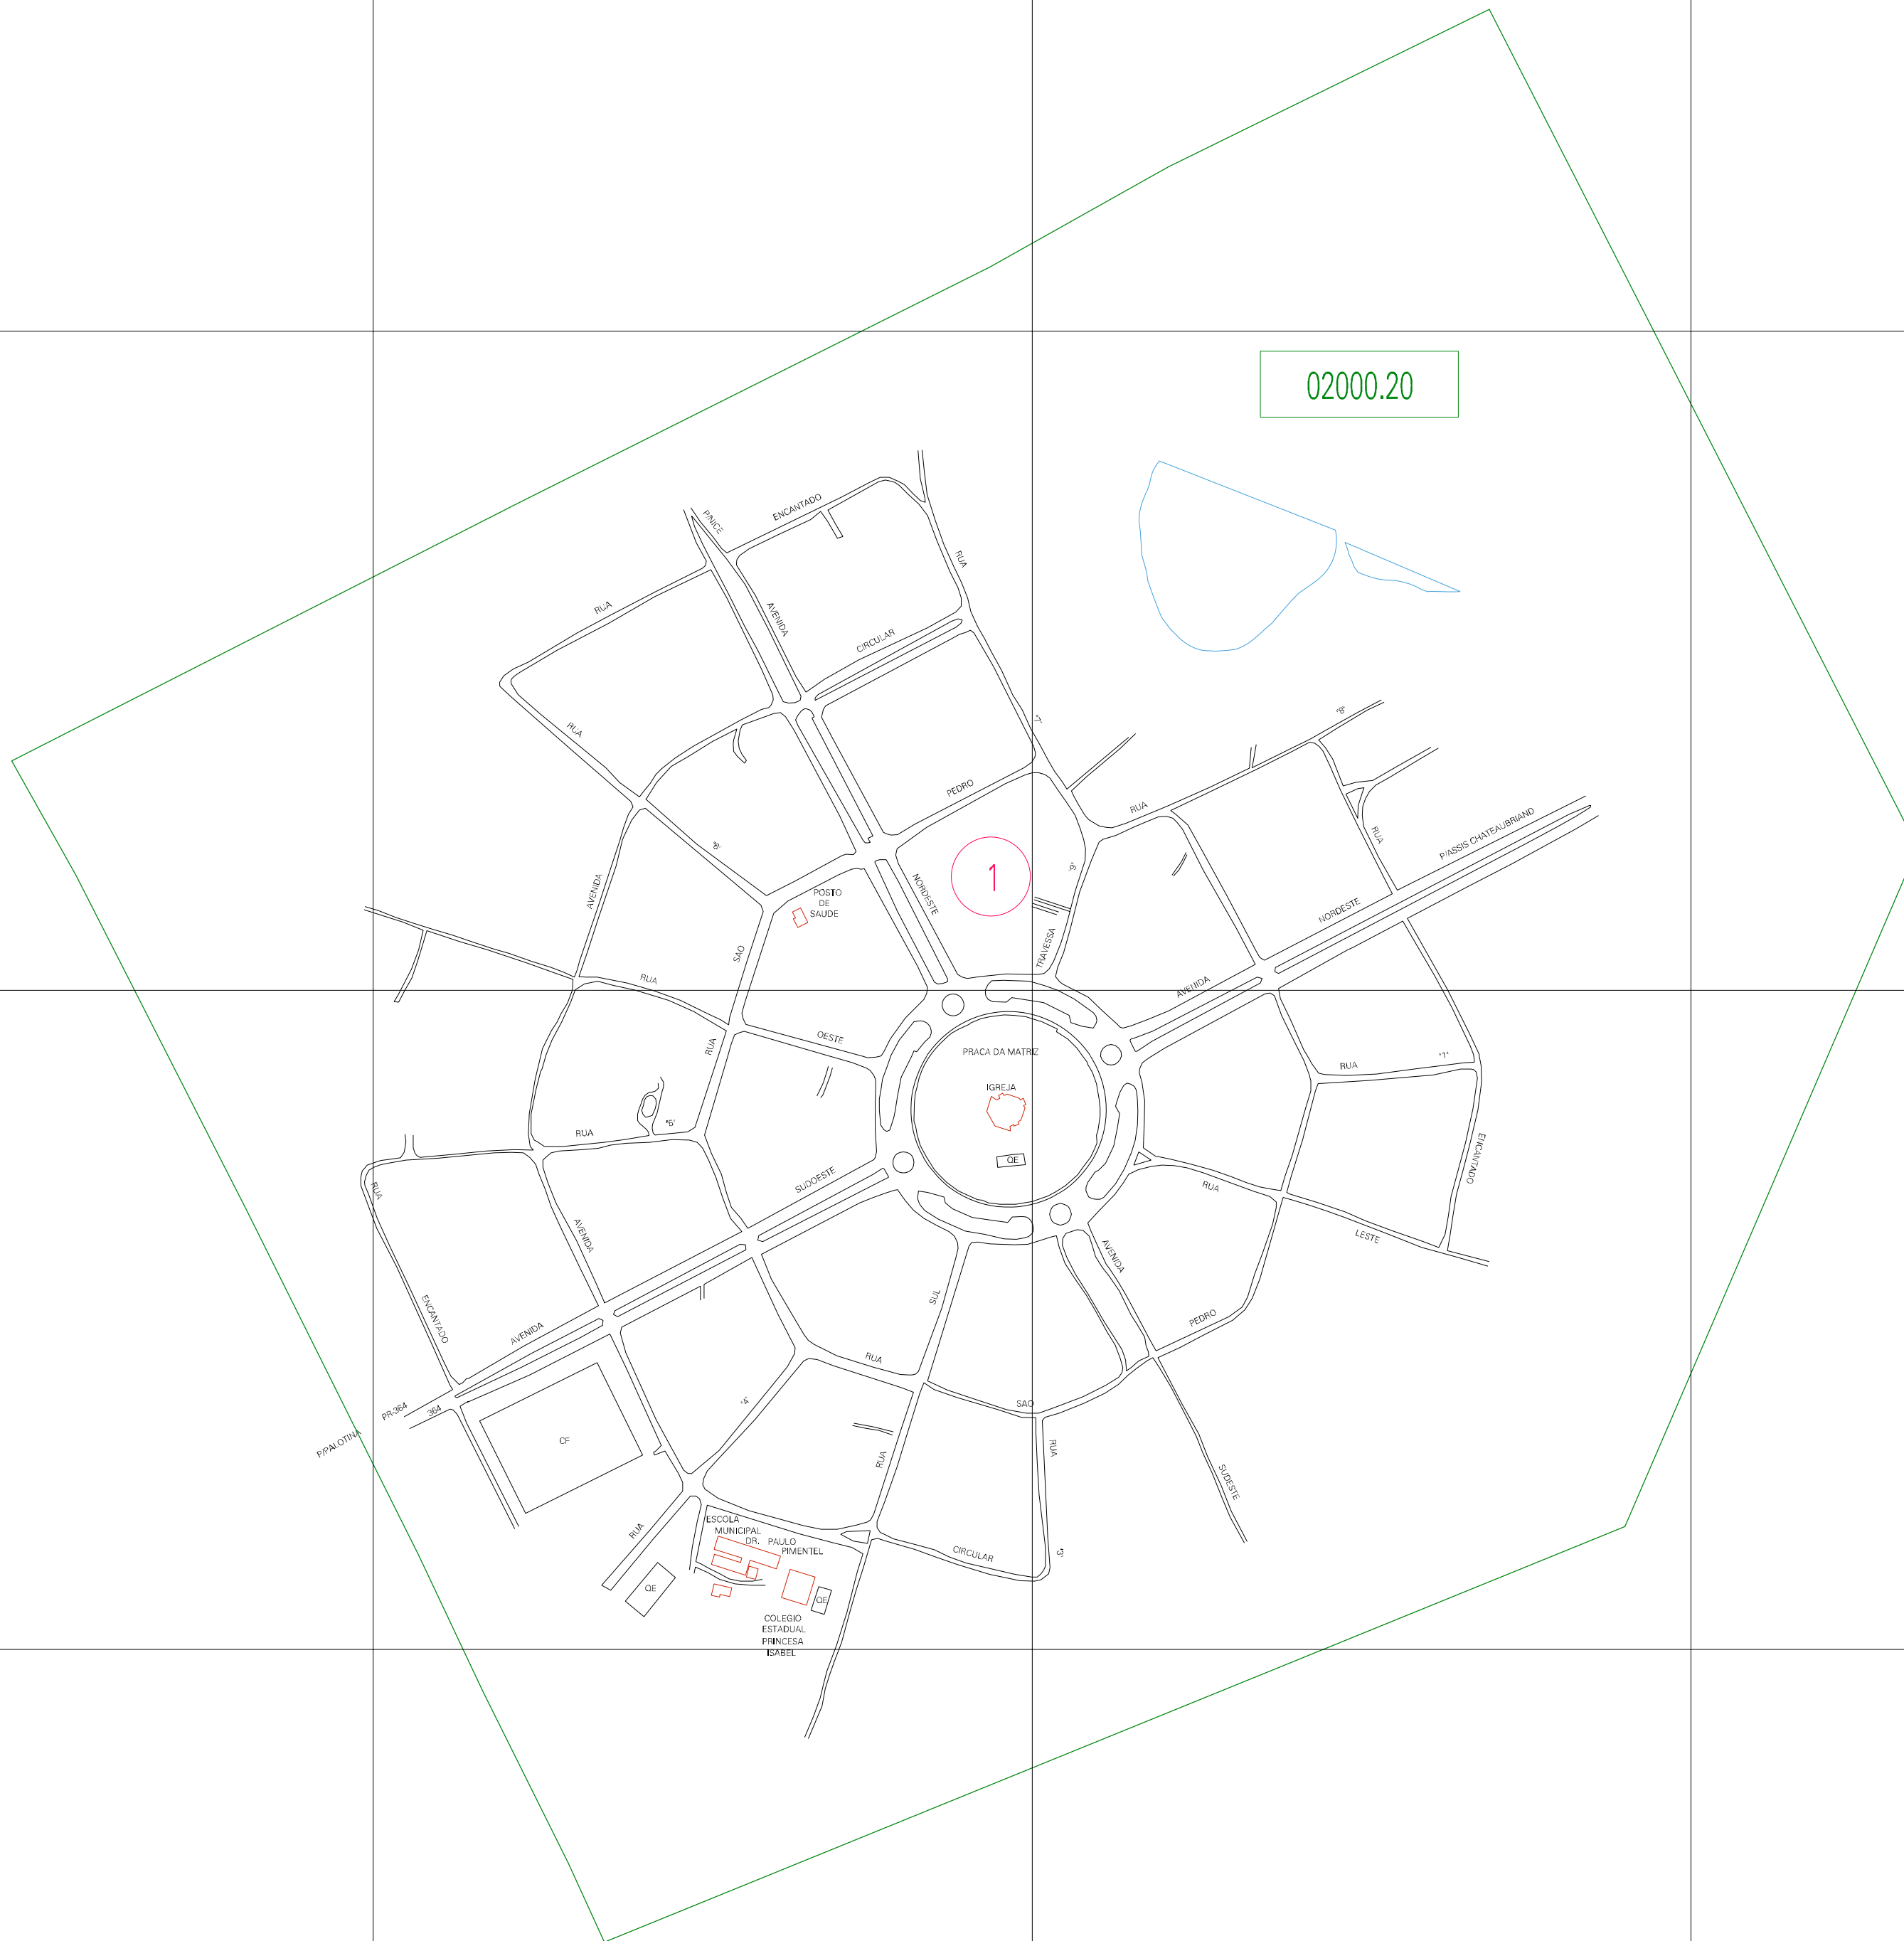 02000.20
P/NICE
ENCANTADO
RUA
RUA
AVENIDA
CIRCULAR
RUA
"7"
"8"
PEDRO
RUA
RUA
P/ASSIS CHATEAUBRIAND
"6"
1
"9"
AVENIDA
POSTO
DE
SAUDE
NORDESTE
NORDESTE
SAO
TRAVESSA
RUA
AVENIDA
OESTE
RUA
PRACA DA MATRIZ
"1"
RUA
IGREJA
"5"
RUA
ENCANTADO
QE
RUA
SUDOESTE
RUA
AVENIDA
AVENIDA
LESTE
SUL
ENCANTADO
AVENIDA
PEDRO
RUA
"4"
SAO
PR-364
364
P/PALOTINA
CF
RUA
RUA
SUDESTE
ESCOLA
MUNICIPAL
DR. PAULO
PIMENTEL
RUA
CIRCULAR
"3"
QE
QE
COLEGIO
ESTADUAL
PRINCESA
ISABEL